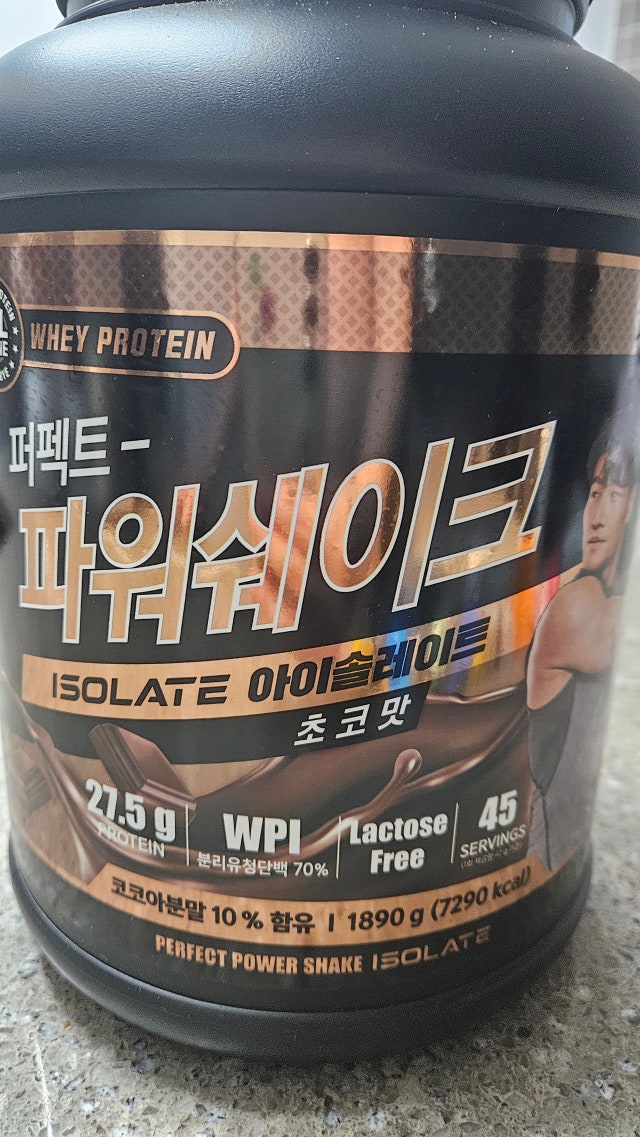 WHEY PROTEIN
퍼펙트-
파워쉐이크
ISOLATE 아이솔레이트
초코맛
27.5 g
PROTEIN
WPI
분리유청단백 70%
Lactose
Free
45
SERVINGS
코코아분말 10 % 함유 | 1890 g (7290 kcal)
PERFECT POWER SHAKE ISOLATE